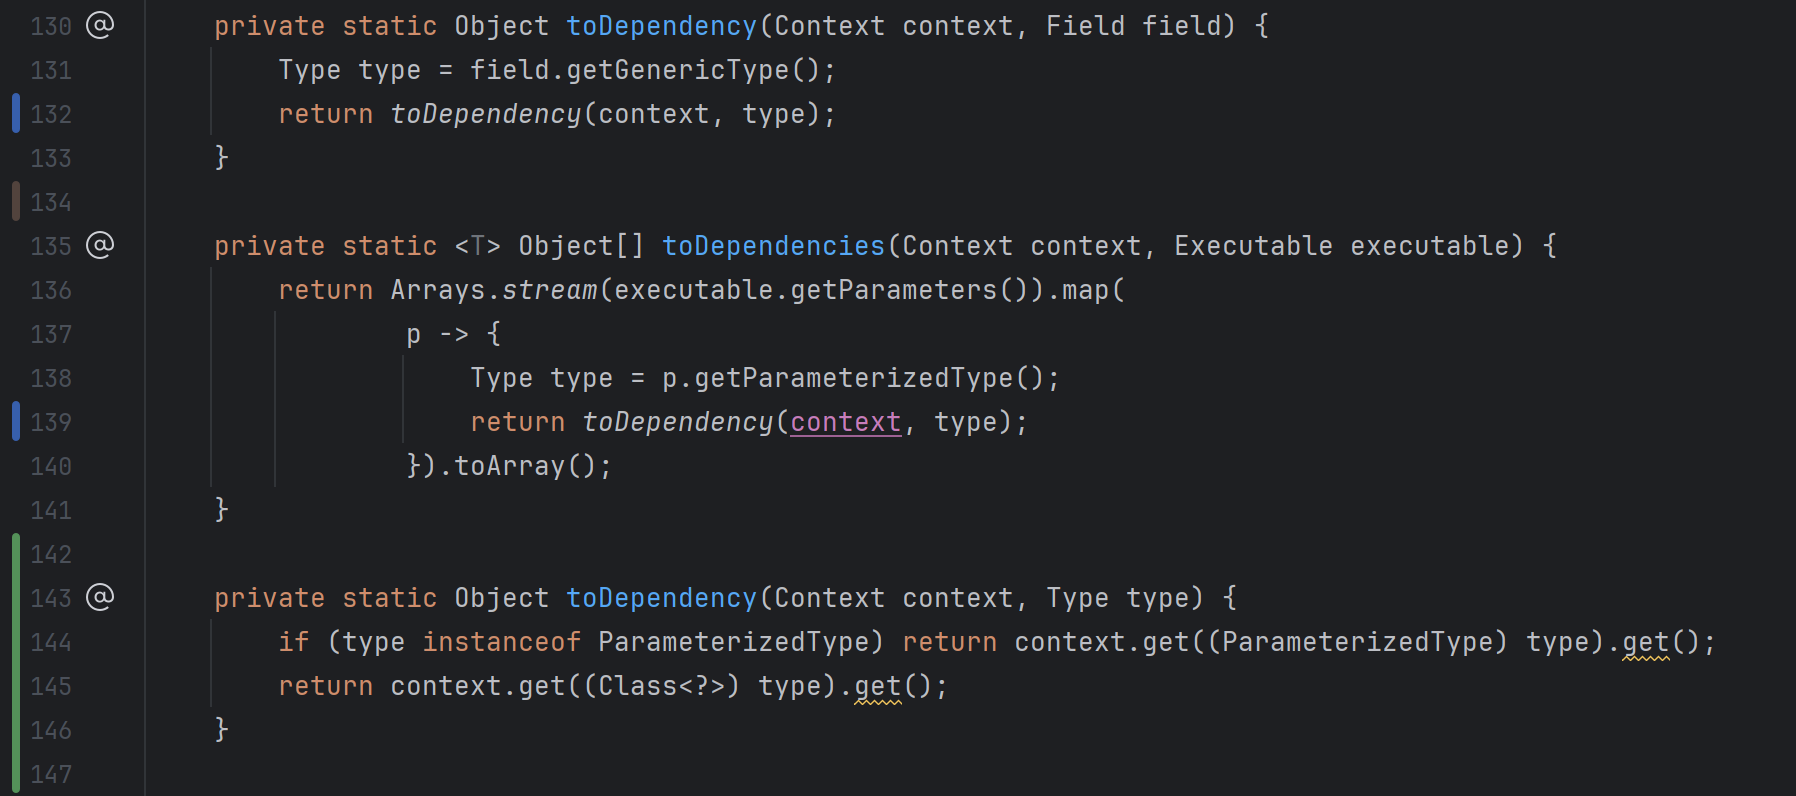 130 @ private static Object toDependency(Context context, Field field) {
131 Type type = field.getGenericType();
132 return toDependency(context, type);
133 }
134
135 @ private static <T> Object[] toDependencies(Context context, Executable executable) {
136 return Arrays.stream(executable.getParameters()).map(
137 p -> {
138 Type type = p.getParameterizedType();
139 return toDependency(context, type);
140 }).toArray();
141 }
142
143 @ private static Object toDependency(Context context, Type type) {
144 if (type instanceof ParameterizedType) return context.get((ParameterizedType) type).get();
145 return context.get((Class<?>) type).get();
146 }
147